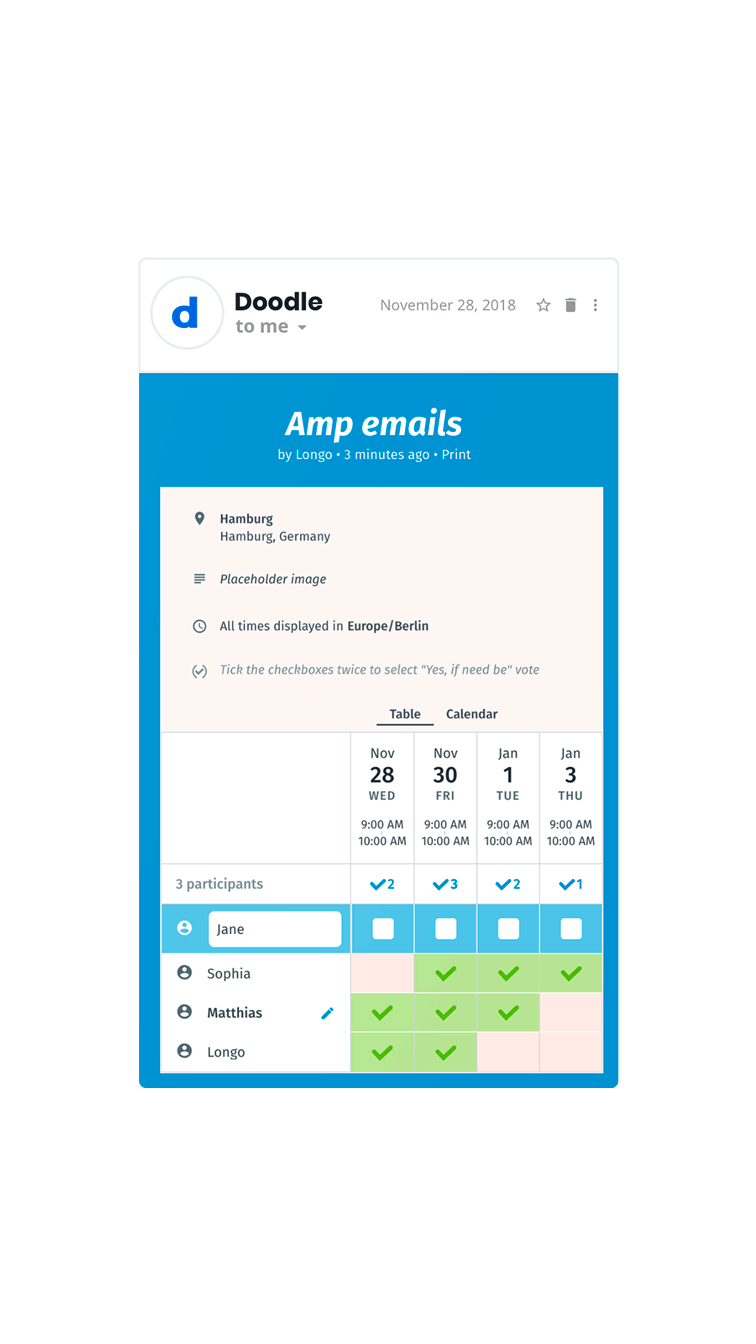 d
Doodle
November 28, 2018
to me
Amp emails
by Longo • 3 minutes ago • Print
Hamburg
Hamburg, Germany
Placeholder image
All times displayed in Europe/Berlin
Tick the checkboxes twice to select "Yes, if need be" vote
Table Calendar
Nov Nov Jan Jan
28 30 1 3
WED FRI TUE THU
9:00 AM 9:00 AM 9:00 AM 9:00 AM
10:00 AM 10:00 AM 10:00 AM 10:00 AM
3 participants 2 3 2 1
Jane
Sophia
Matthias
Longo